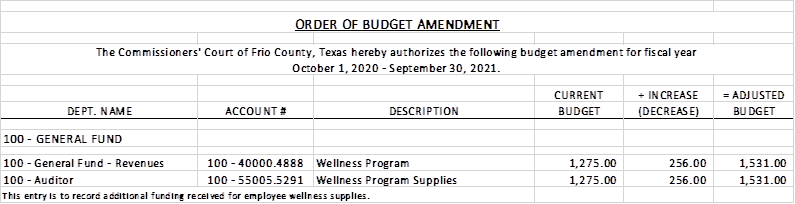 ORDER OF BUDGET AMENDMENT
The Commissioners' Court of Frio County, Texas hereby authorizes the following budget amendment for fiscal year
October 1, 2020 - September 30, 2021.
CURRENT + INCREASE = ADJUSTED
DEPT. NAME ACCOUNT # DESCRIPTION BUDGET (DECREASE) BUDGET
100 - GENERAL FUND
100 - General Fund - Revenues 100 - 40000.4888 Wellness Program 1,275.00 256.00 1,531.00
100 - Auditor 100 - 55005.5291 Wellness Program Supplies 1,275.00 256.00 1,531.00
This entry is to record additional funding received for employee wellness supplies.